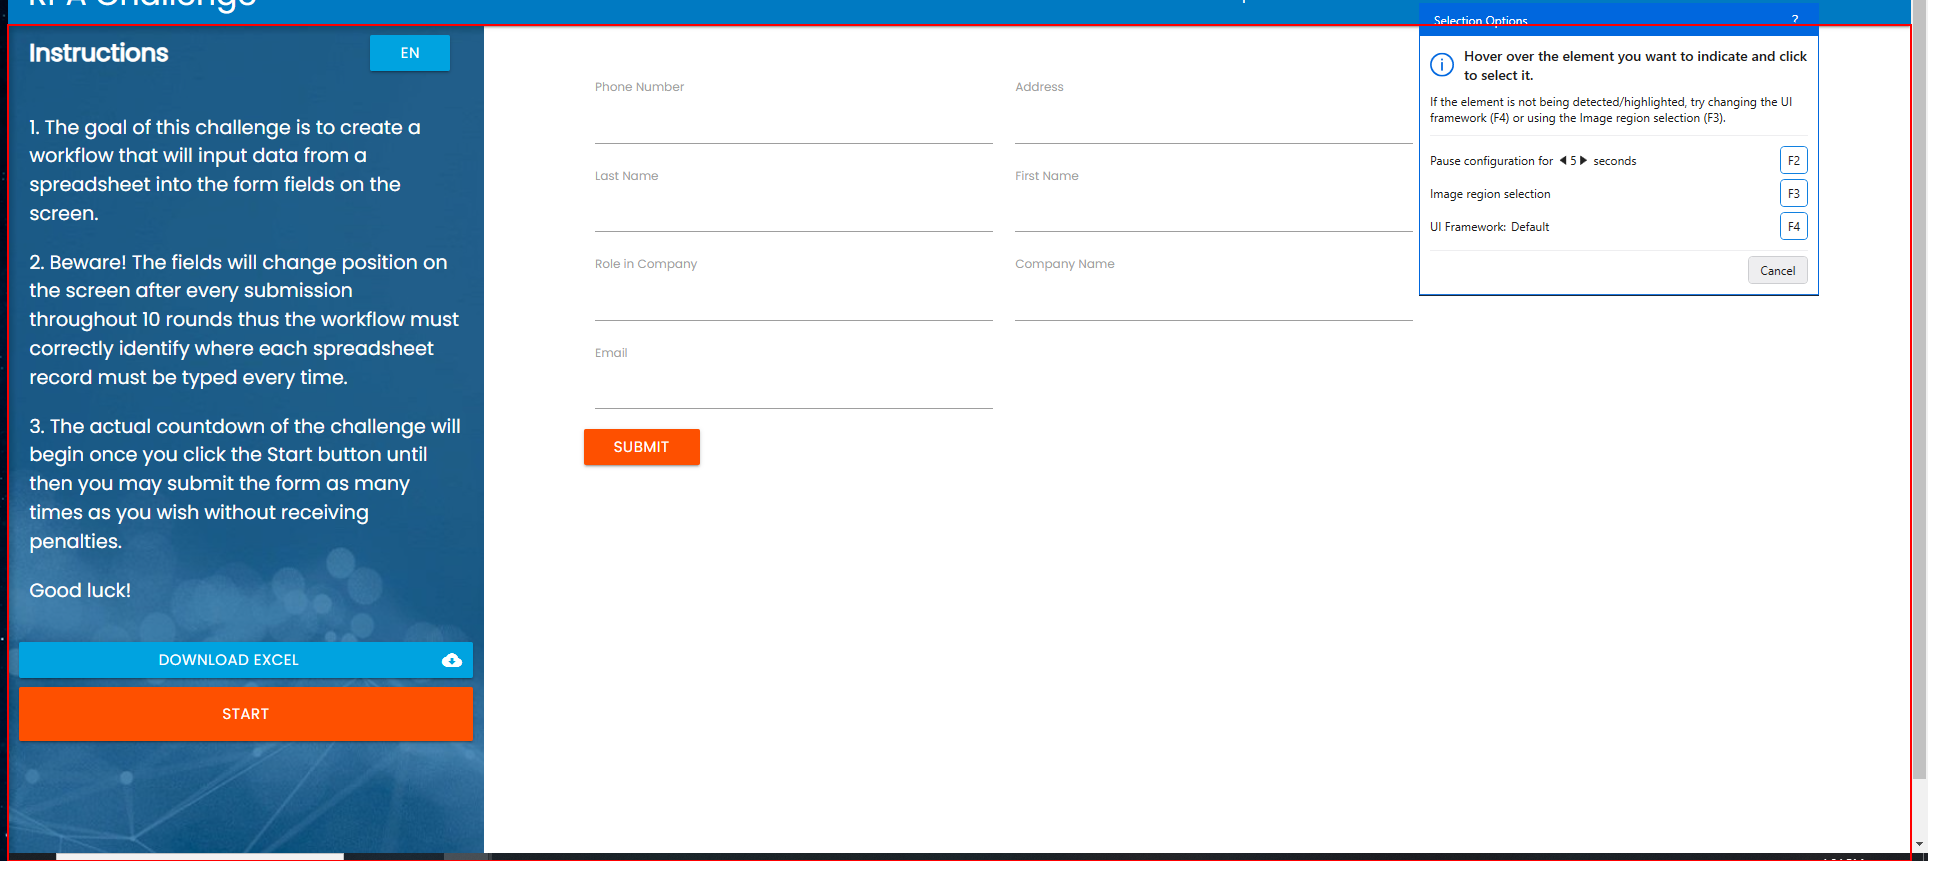 RPA Challenge
Instructions
EN
1. The goal of this challenge is to create a
workflow that will input data from a
spreadsheet into the form fields on the
screen.
2. Beware! The fields will change position on
the screen after every submission
throughout 10 rounds thus the workflow must
correctly identify where each spreadsheet
record must be typed every time.
3. The actual countdown of the challenge will
begin once you click the Start button until
then you may submit the form as many
times as you wish without receiving
penalties.
Good luck!
DOWNLOAD EXCEL
START
Phone Number
Address
Last Name
First Name
Role in Company
Company Name
Email
SUBMIT
Selection Options
?
Hover over the element you want to indicate and click
to select it.
If the element is not being detected/highlighted, try changing the UI
framework (F4) or using the Image region selection (F3).
Pause configuration for 5 seconds
F2
Image region selection
F3
UI Framework: Default
F4
Cancel